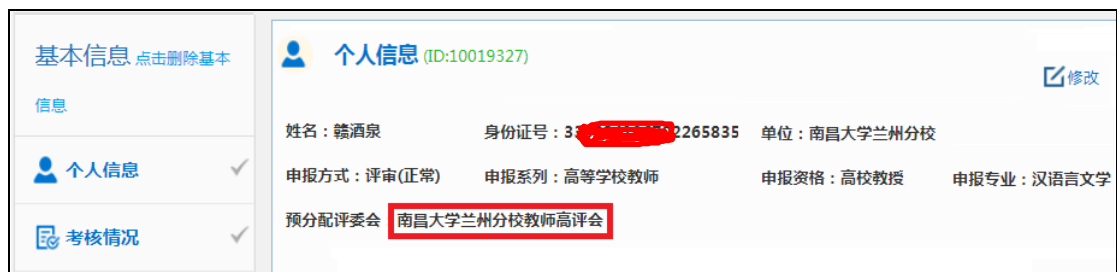 基本信息 点击删除基本
信息
个人信息
考核情况
个人信息 (ID:10019327)
修改
姓名：赣酒泉 身份证号：33 2265835 单位：南昌大学兰州分校
申报方式：评审(正常) 申报系列：高等学校教师 申报资格：高校教授 申报专业：汉语言文学
预分配评委会 南昌大学兰州分校教师高评会